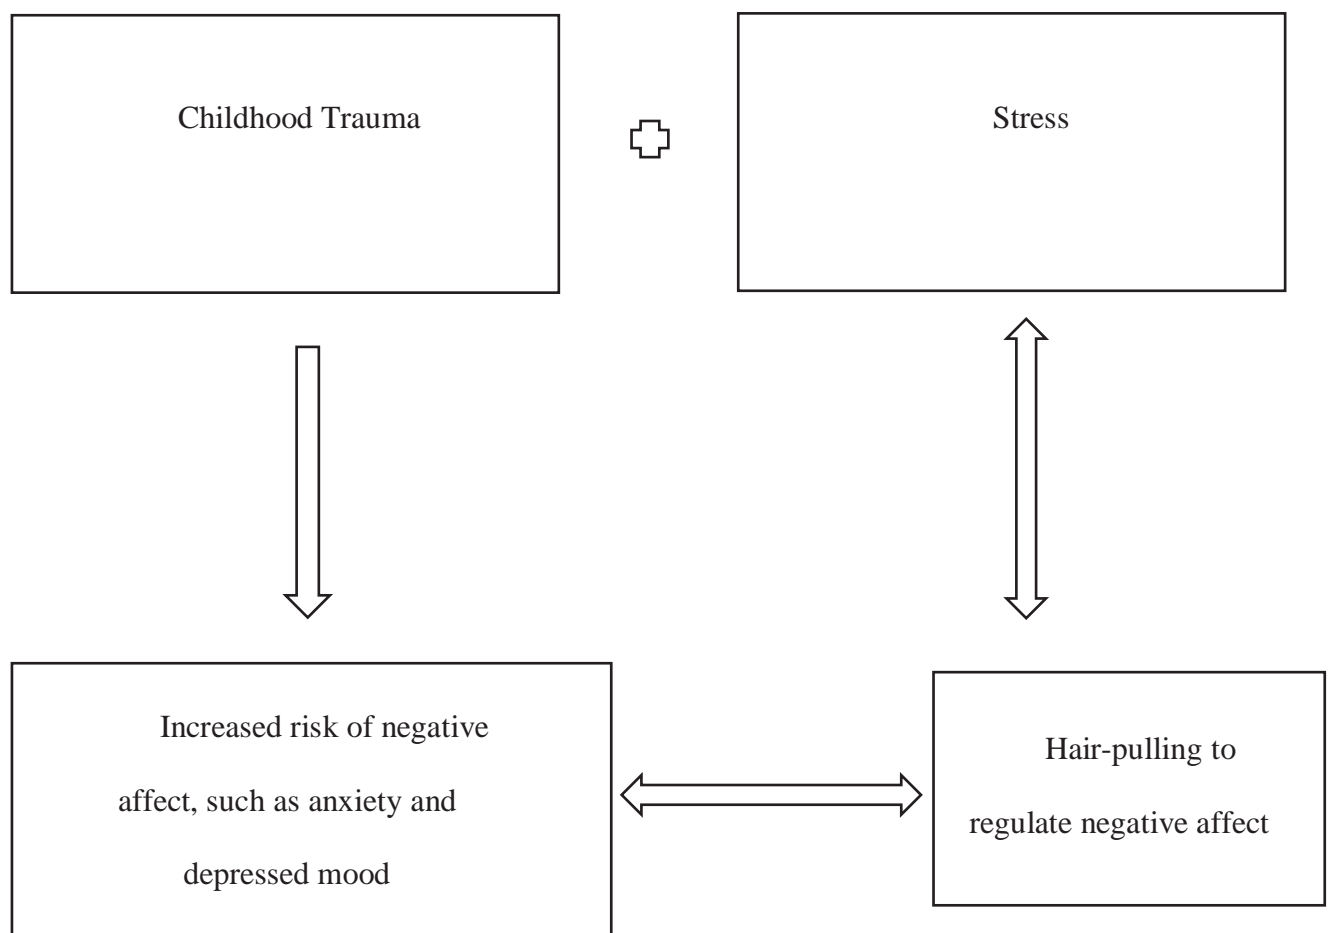 Childhood Trauma
Stress
Increased risk of negative
affect, such as anxiety and
depressed mood
Hair-pulling to
regulate negative affect